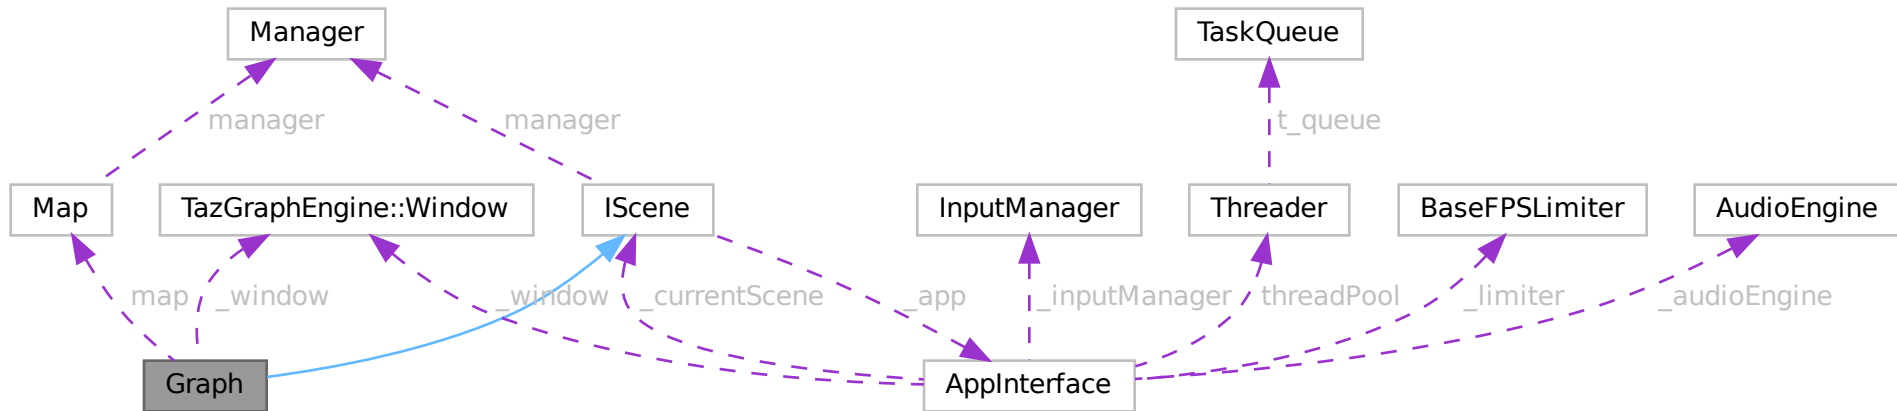 Manager
TaskQueue
manager
manager
t_queue
Map
TazGraphEngine::Window
IScene
InputManager
Threader
BaseFPSLimiter
AudioEngine
map
_window
_window
_currentScene
_app
_inputManager
threadPool
_limiter
_audioEngine
Graph
AppInterface